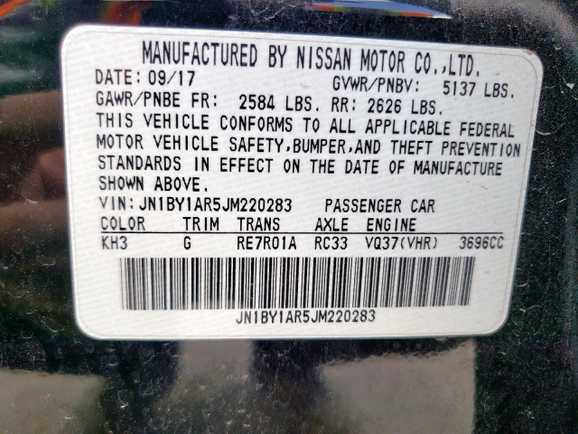 MANUFACTURED BY NISSAN MOTOR CO.,LTD.
DATE: 09/17 GVWR/PNBV: 5137 LBS.
GAWR/PNBE FR: 2584 LBS. RR: 2626 LBS.
THIS VEHICLE CONFORMS TO ALL APPLICABLE FEDERAL
MOTOR VEHICLE SAFETY,BUMPER,AND THEFT PREVENTION
STANDARDS IN EFFECT ON THE DATE OF MANUFACTURE
SHOWN ABOVE.
VIN: JN1BY1AR5JM220283 PASSENGER CAR
COLOR TRIM TRANS AXLE ENGINE
KH3 G RE7R01A RC33 VQ37(VHR) 3696CC
JN1BY1AR5JM220283